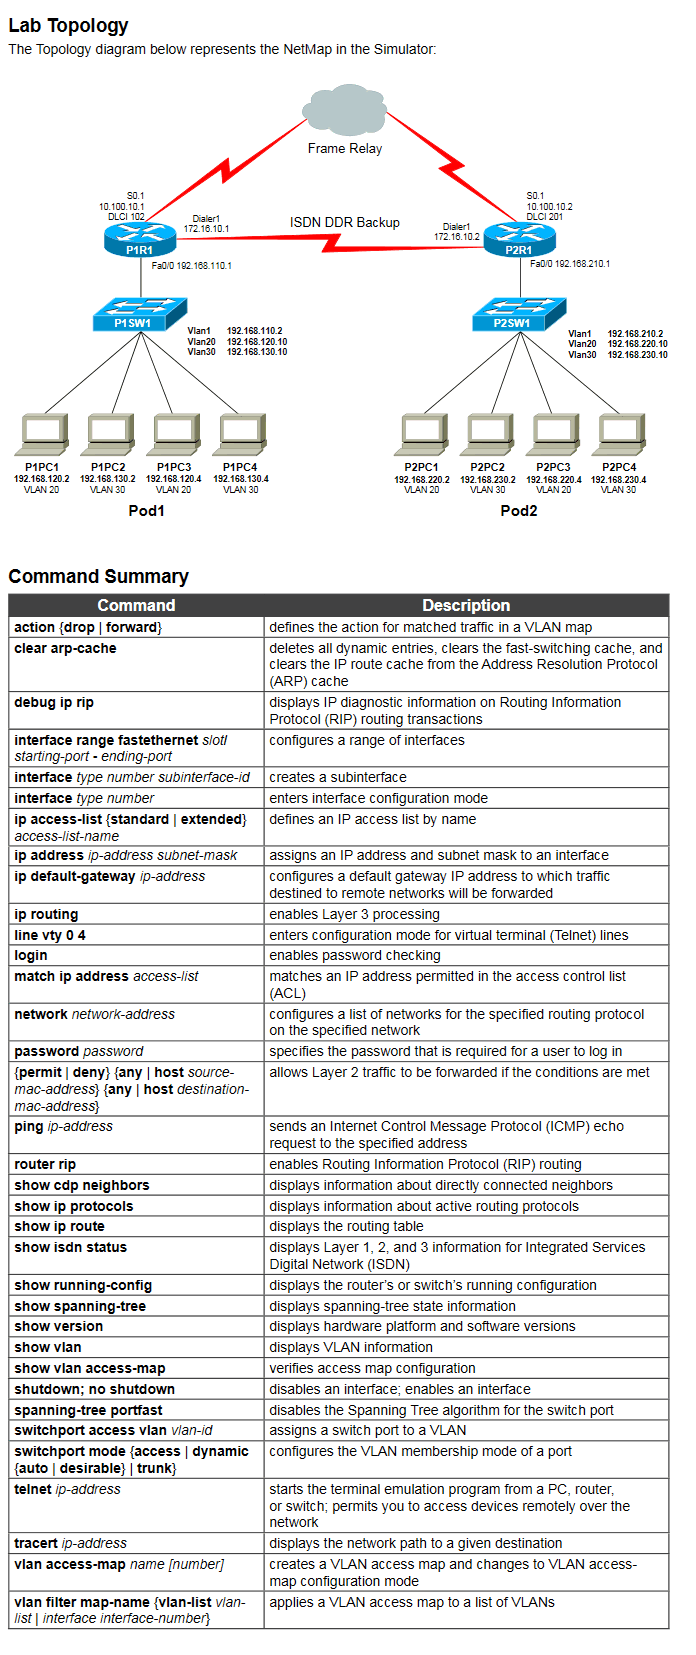 Lab Topology
The Topology diagram below represents the NetMap in the Simulator:
Frame Relay
S0.1
10.100.10.1
DLCI 102
S0.1
10.100.10.2
DLCI 201
Dialer1
172.16.10.1
ISDN DDR Backup
Dialer1
172.16.10.2
P1R1
P2R1
Fa0/0 192.168.110.1
Fa0/0 192.168.210.1
P1SW1
P2SW1
Vlan1 192.168.110.2
Vlan20 192.168.120.10
Vlan30 192.168.130.10
Vlan1 192.168.210.2
Vlan20 192.168.220.10
Vlan30 192.168.230.10
P1PC1
192.168.120.2
VLAN 20
P1PC2
192.168.130.2
VLAN 30
P1PC3
192.168.120.4
VLAN 20
P1PC4
192.168.130.4
VLAN 30
P2PC1
192.168.220.2
VLAN 20
P2PC2
192.168.230.2
VLAN 30
P2PC3
192.168.220.4
VLAN 20
P2PC4
192.168.230.4
VLAN 30
Pod1
Pod2
Command Summary
Command Description
action {drop | forward} defines the action for matched traffic in a VLAN map
clear arp-cache deletes all dynamic entries, clears the fast-switching cache, and
clears the IP route cache from the Address Resolution Protocol
(ARP) cache
debug ip rip displays IP diagnostic information on Routing Information
Protocol (RIP) routing transactions
interface range fastethernet slot/ configures a range of interfaces
starting-port - ending-port
interface type number subinterface-id creates a subinterface
interface type number enters interface configuration mode
ip access-list {standard | extended} defines an IP access list by name
access-list-name
ip address ip-address subnet-mask assigns an IP address and subnet mask to an interface
ip default-gateway ip-address configures a default gateway IP address to which traffic
destined to remote networks will be forwarded
ip routing enables Layer 3 processing
line vty 0 4 enters configuration mode for virtual terminal (Telnet) lines
login enables password checking
match ip address access-list matches an IP address permitted in the access control list
(ACL)
network network-address configures a list of networks for the specified routing protocol
on the specified network
password password specifies the password that is required for a user to log in
{permit | deny} {any | host source- allows Layer 2 traffic to be forwarded if the conditions are met
mac-address} {any | host destination-
mac-address}
ping ip-address sends an Internet Control Message Protocol (ICMP) echo
request to the specified address
router rip enables Routing Information Protocol (RIP) routing
show cdp neighbors displays information about directly connected neighbors
show ip protocols displays information about active routing protocols
show ip route displays the routing table
show isdn status displays Layer 1, 2, and 3 information for Integrated Services
Digital Network (ISDN)
show running-config displays the router's or switch's running configuration
show spanning-tree displays spanning-tree state information
show version displays hardware platform and software versions
show vlan displays VLAN information
show vlan access-map verifies access map configuration
shutdown; no shutdown disables an interface; enables an interface
spanning-tree portfast disables the Spanning Tree algorithm for the switch port
switchport access vlan vlan-id assigns a switch port to a VLAN
switchport mode {access | dynamic configures the VLAN membership mode of a port
{auto | desirable} | trunk}
telnet ip-address starts the terminal emulation program from a PC, router,
or switch; permits you to access devices remotely over the
network
tracert ip-address displays the network path to a given destination
vlan access-map name [number] creates a VLAN access map and changes to VLAN access-
map configuration mode
vlan filter map-name {vlan-list vlan- applies a VLAN access map to a list of VLANs
list | interface interface-number}